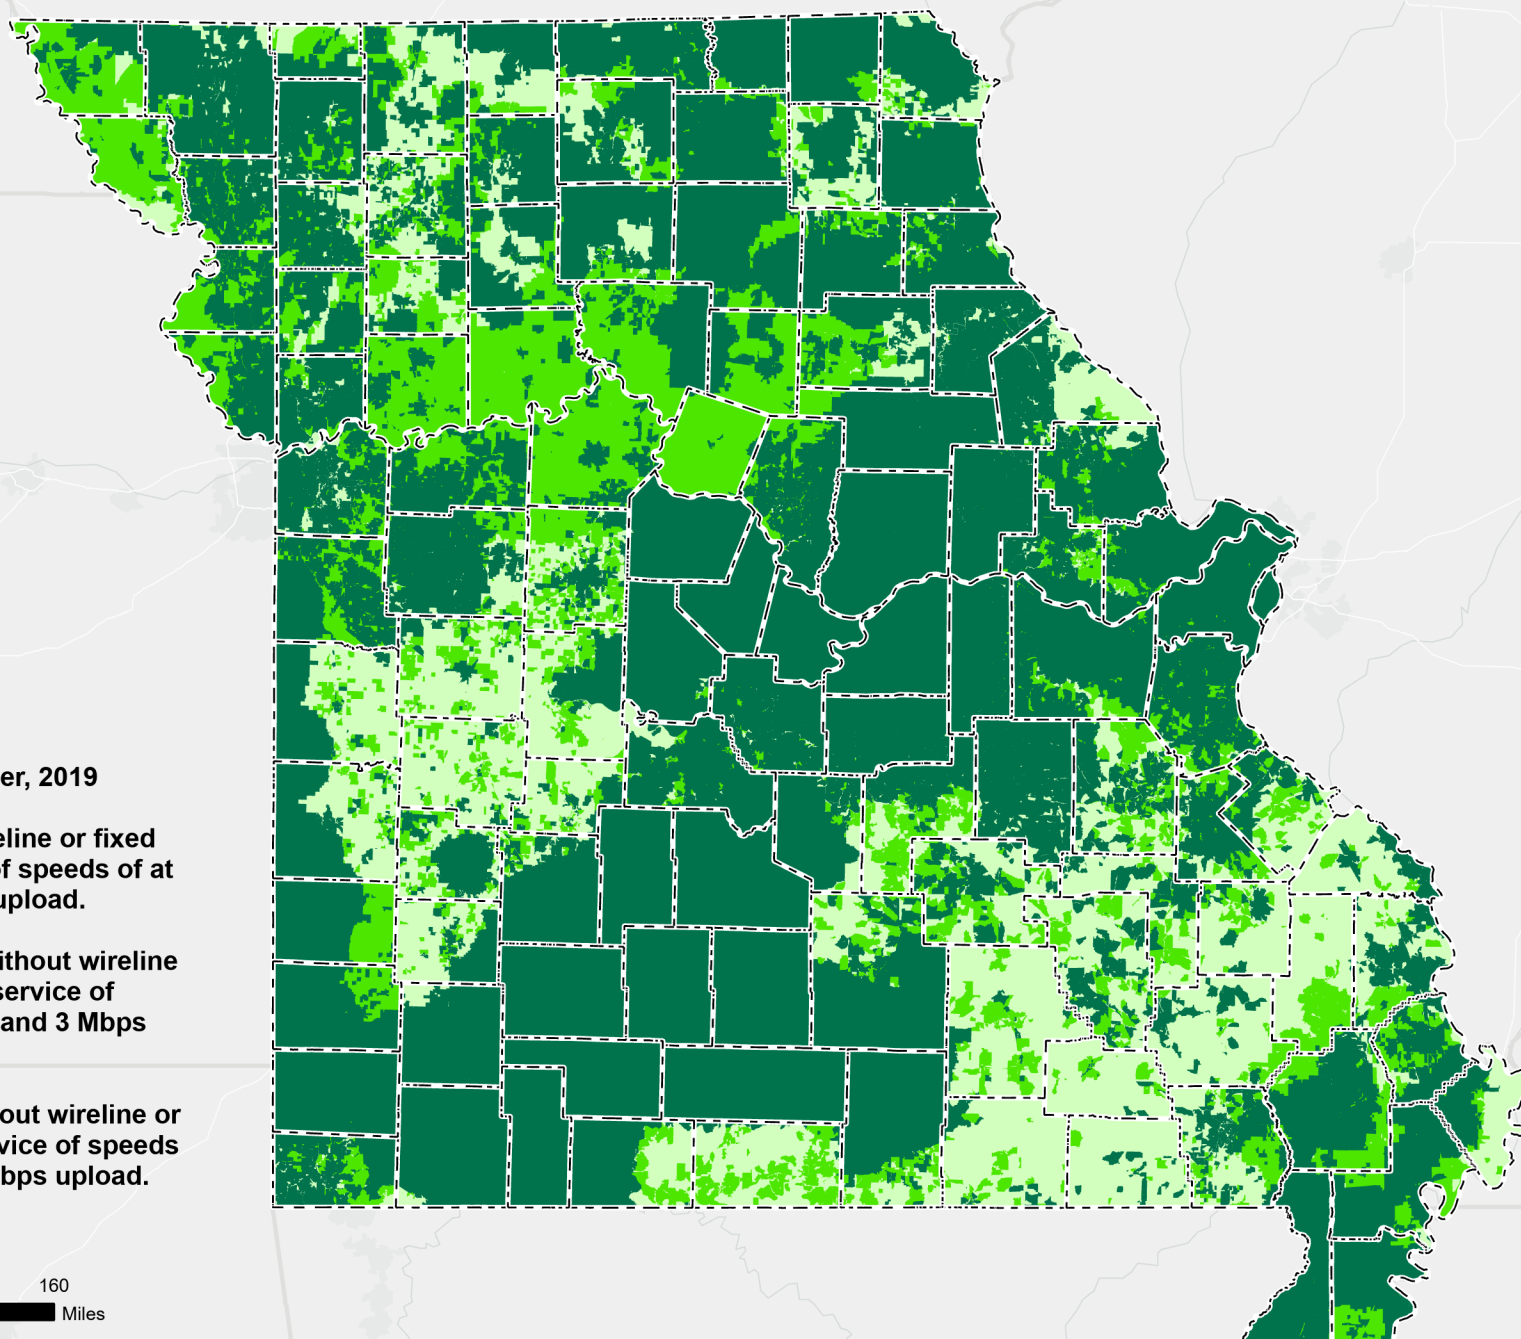 er, 2019
eline or fixed
of speeds of at
upload.
ithout wireline
service of
and 3 Mbps
out wireline or
vice of speeds
bps upload.
160
Miles